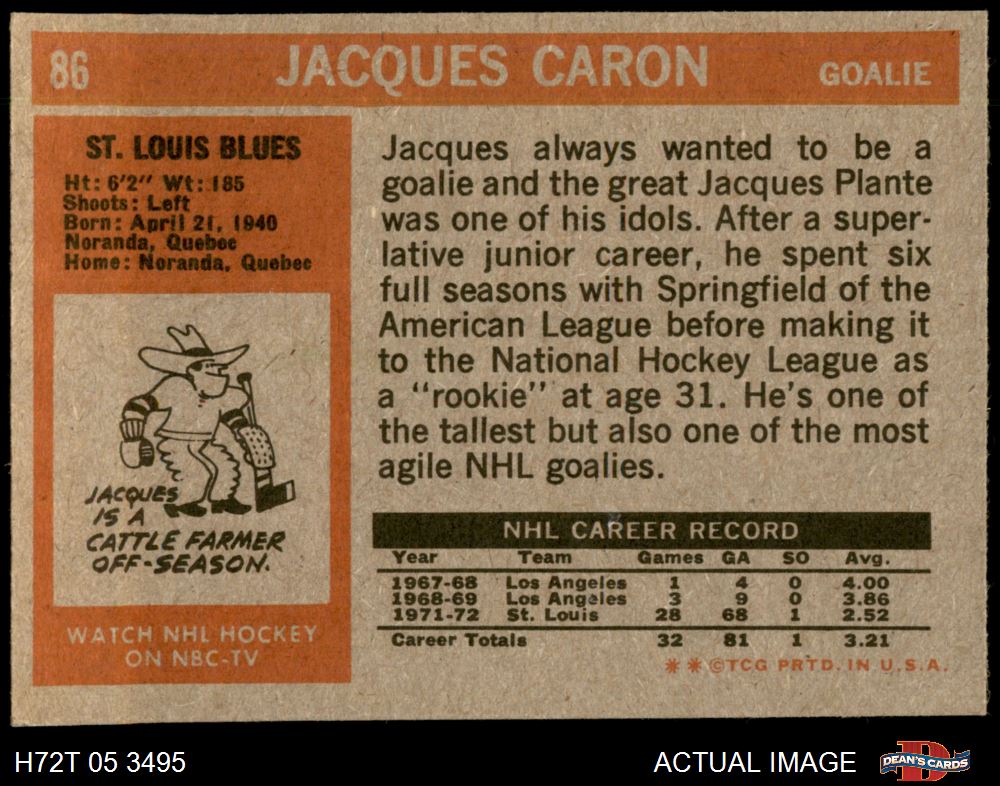 86 JACQUES CARON GOALIE
ST. LOUIS BLUES
Ht: 6'2" Wt: 185
Shoots: Left
Born: April 21, 1940
Noranda, Quebec
Home: Noranda, Quebec
JACQUES
IS A
CATTLE FARMER
OFF-SEASON.
WATCH NHL HOCKEY
ON NBC-TV
Jacques always wanted to be a
goalie and the great Jacques Plante
was one of his idols. After a super-
lative junior career, he spent six
full seasons with Springfield of the
American League before making it
to the National Hockey League as
a "rookie" at age 31. He's one of
the tallest but also one of the most
agile NHL goalies.
NHL CAREER RECORD
Year Team Games GA SO Avg.
1967-68 Los Angeles 1 4 0 4.00
1968-69 Los Angeles 3 9 0 3.86
1971-72 St. Louis 28 68 1 2.52
Career Totals 32 81 1 3.21
**©TCG PRTD. IN U.S.A.
H72T 05 3495 ACTUAL IMAGE D DEAN'S CARDS